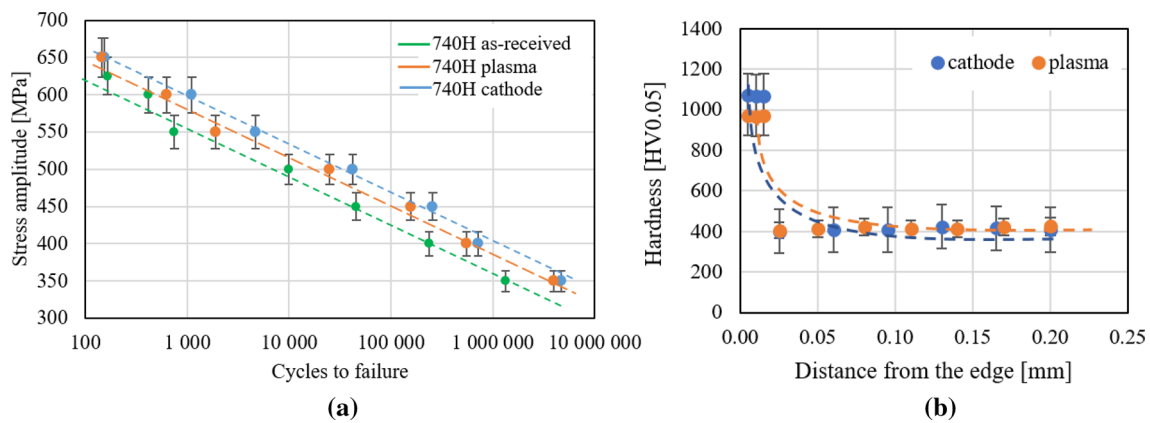 700
650
600
550
500
450
400
350
300
Stress amplitude [MPa]
740H as-received
740H plasma
740H cathode
100 1 000 10 000 100 000 1 000 000 10 000 000
Cycles to failure
(a)
1400
1200
1000
800
600
400
200
0
Hardness [HV0.05]
cathode plasma
0.00 0.05 0.10 0.15 0.20 0.25
Distance from the edge [mm]
(b)